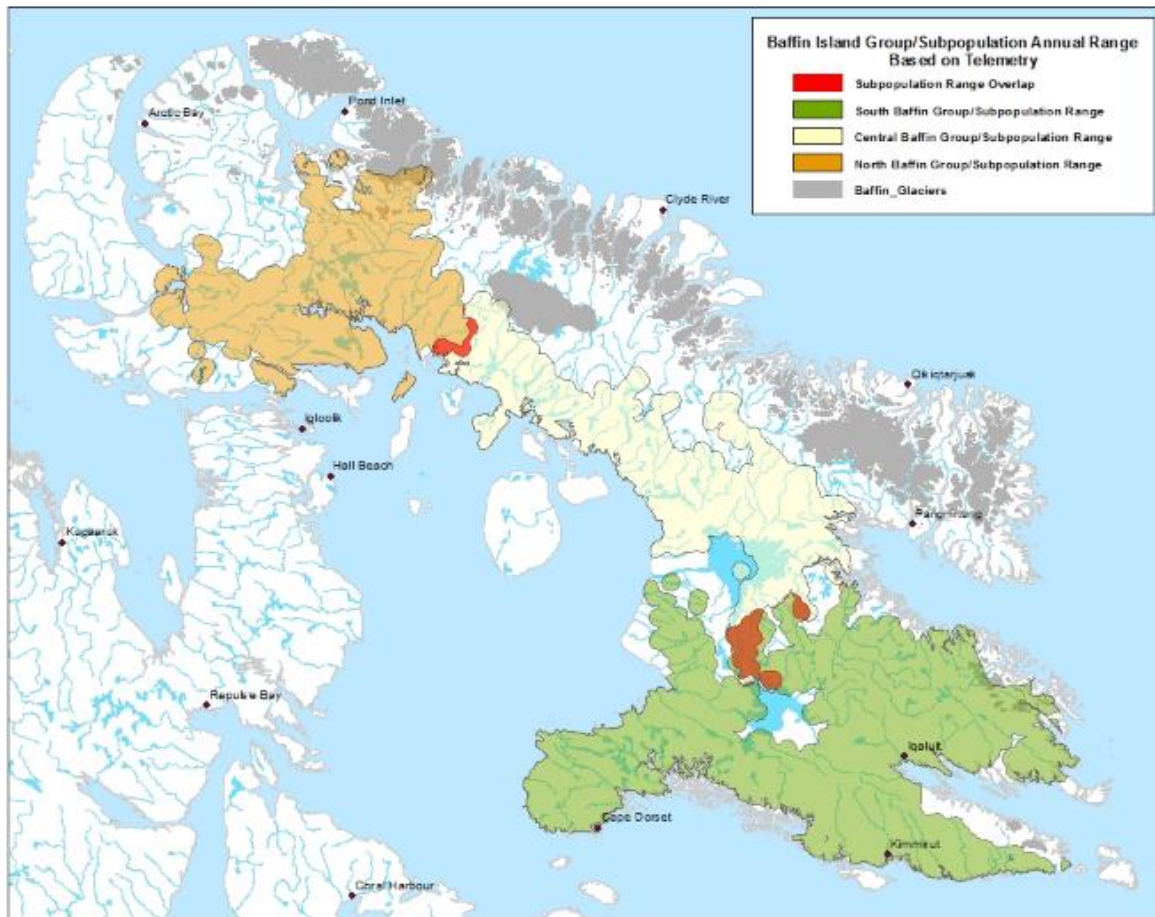 Baffin Island Group/Subpopulation Annual Range
Based on Telemetry
Subpopulation Range Overlap
South Baffin Group/Subpopulation Range
Central Baffin Group/Subpopulation Range
North Baffin Group/Subpopulation Range
Baffin_Glaciers
Pond Inlet
Arctic Bay
Clyde River
Qikiqtarjuak
Igloolik
Hall Beach
Pangnirtung
Kugaaruk
Repulse Bay
Iqaluit
Cape Dorset
Kimmirut
Coral Harbour